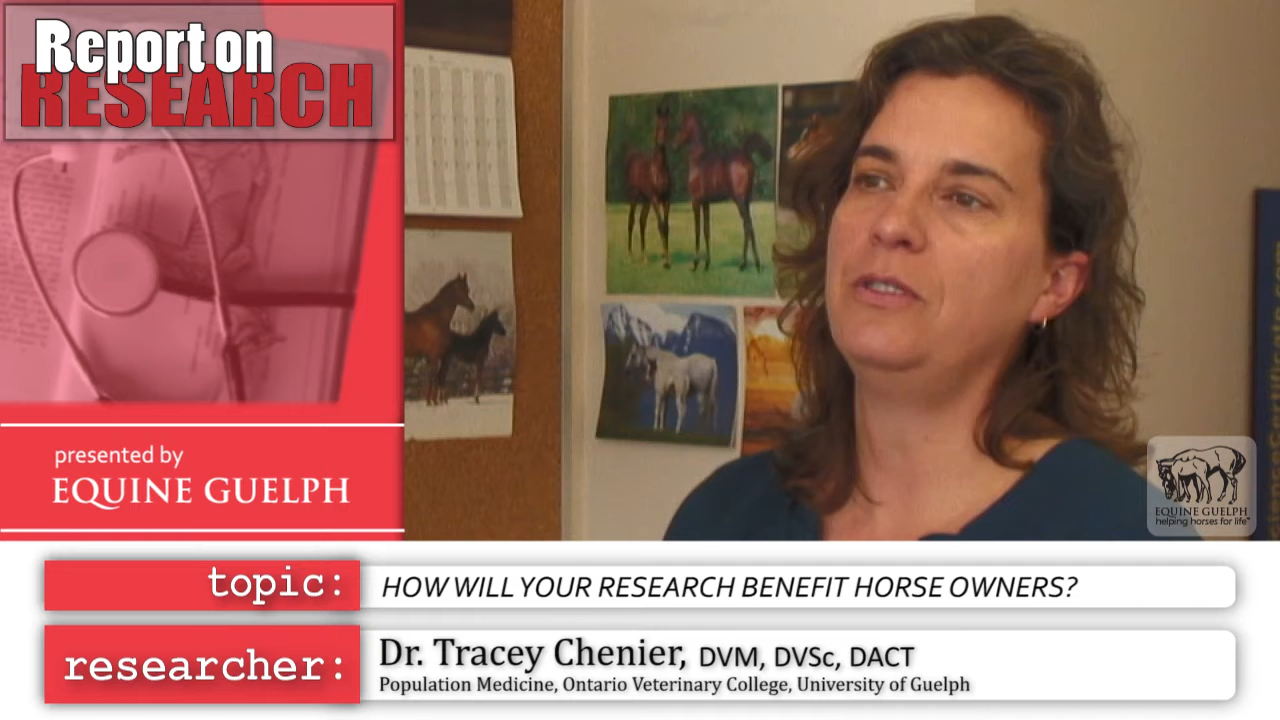 Report on
RESEARCH
presented by
EQUINE GUELPH
EQUINE GUELPH
helping horses for life™
topic:
HOW WILL YOUR RESEARCH BENEFIT HORSE OWNERS?
researcher:
Dr. Tracey Chenier, DVM, DVSc, DACT
Population Medicine, Ontario Veterinary College, University of Guelph